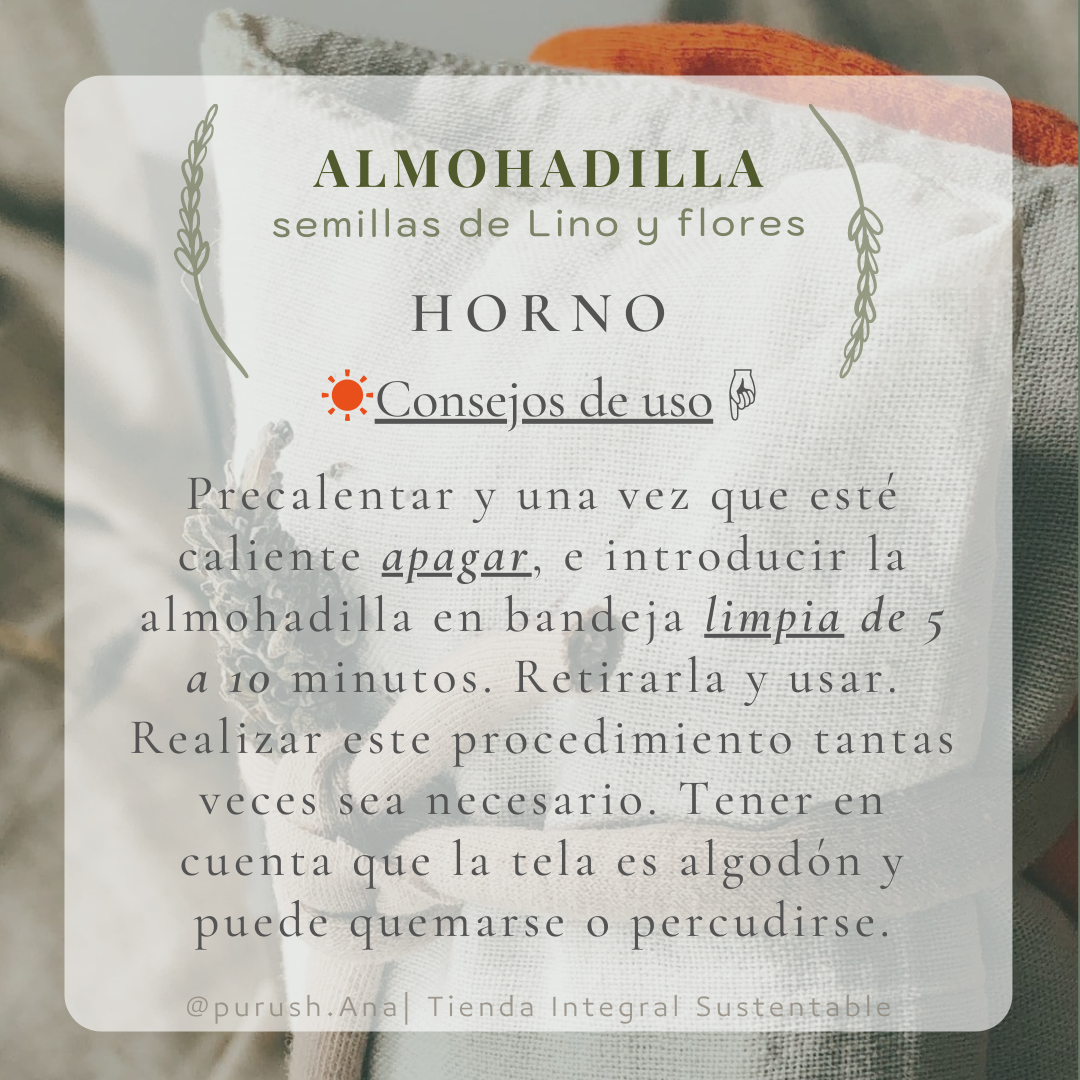 ALMOHADILLA
semillas de Lino y flores
HORNO
Consejos de uso
Precalentar y una vez que esté
caliente apagar, e introducir la
almohadilla en bandeja limpia de 5
a 10 minutos. Retirarla y usar.
Realizar este procedimiento tantas
veces sea necesario. Tener en
cuenta que la tela es algodón y
puede quemarse o percudirse.
@purush.Ana| Tienda Integral Sustentable